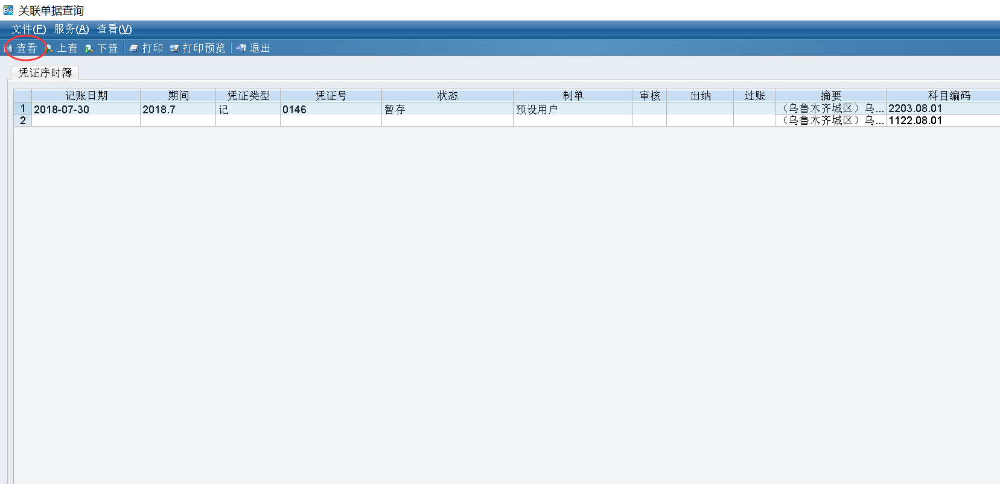 EAS 关联单据查询
文件(F) 服务(A) 查看(V)
查看 上查 下查 打印 打印预览 退出
凭证序时簿
记账日期 期间 凭证类型 凭证号 状态 制单 审核 出纳 过账 摘要 科目编码
1 2018-07-30 2018.7 记 0146 暂存 预设用户 （乌鲁木齐城区）乌... 2203.08.01
2 （乌鲁木齐城区）乌... 1122.08.01